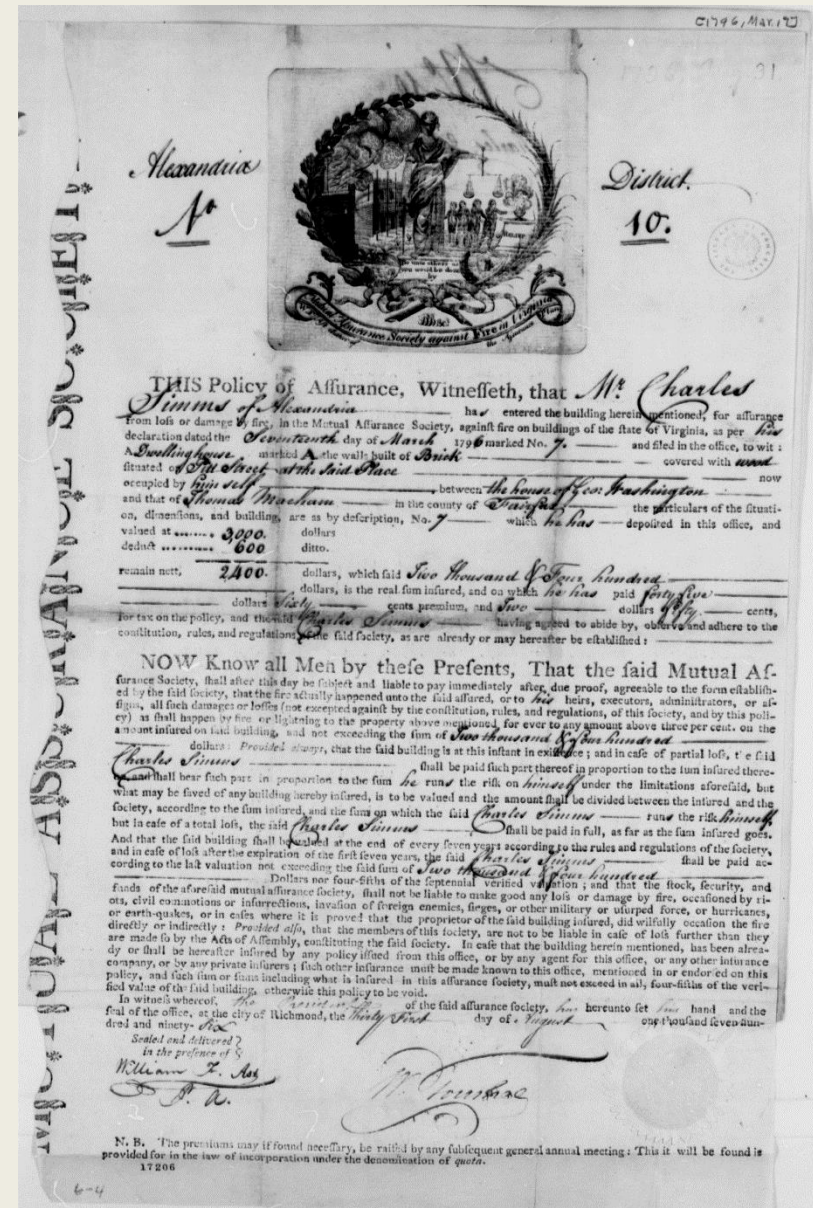 [1796, Mar. 17]
31
Alexandria
No
District.
10.
MUTUAL ASSURANCE SOCIETY.
Mutual Assurance Society against Fire in Virginia
THIS Policy of Aſſurance, Witneſſeth, that Mr Charles
Simms of Alexandria has entered the building herein mentioned, for aſſurance
from loſs or damage by fire, in the Mutual Aſſurance Society, againſt fire on buildings of the ſtate of Virginia, as per his
declaration dated the Seventeenth day of March 1796 marked No. 7. and filed in the office, to wit :
A Dwelling houſe marked A the walls built of Brick covered with wood
ſituated on Pitt Street at the said Place now
occupied by himself between the house of Geo. Washington
and that of Thomas in the county of Fairfax the particulars of the ſituati-
on, dimenſions, and building, are as by deſcription, No. 7 which he has depoſited in this office, and
valued at ........ 3,000. dollars
deduct .......... 600 ditto.
remain nett, 2,400. dollars, which ſaid Two thousand & Four hundred
dollars, is the real ſum inſured, and on which he has paid forty five
dollars Sixty cents premium, and Two dollars fifty cents,
for tax on the policy, and the ſaid Charles Simms having agreed to abide by, obſerve and adhere to the
conſtitution, rules, and regulations of the ſaid ſociety, as are already or may hereafter be eſtabliſhed :
NOW Know all Men by theſe Preſents, That the ſaid Mutual Aſ-
ſurance Society, ſhall after this day be ſubject and liable to pay immediately after due proof, agreeable to the form eſtabliſh-
ed by the ſaid ſociety, that the fire actually happened unto the ſaid aſſured, or to his heirs, executors, adminiſtrators, or aſ-
ſigns, all ſuch damages or loſſes (not excepted againſt by the conſtitution, rules, and regulations, of this ſociety, and by this poli-
cy) as ſhall happen by fire or lightning to the property above mentioned, for ever to any amount above three per cent. on the
amount inſured on ſaid building, and not exceeding the ſum of Two thousand & four hundred
dollars: Provided always, that the ſaid building is at this inſtant in exiſtence ; and in caſe of partial loſs, the ſaid
Charles Simms ſhall be paid ſuch part thereof in proportion to the ſum inſured there-
on, and ſhall bear ſuch part in proportion to the ſum he runs the riſk on himself under the limitations aforeſaid, but
what may be ſaved of any building hereby inſured, is to be valued and the amount ſhall be divided between the inſured and the
ſociety, according to the ſum inſured, and the ſum on which the ſaid Charles Simms runs the riſk himself
but in caſe of a total loſs, the ſaid Charles Simms ſhall be paid in full, as far as the ſum inſured goes.
And that the ſaid building ſhall be valued at the end of every ſeven years according to the rules and regulations of the ſociety,
and in caſe of loſs after the expiration of the firſt ſeven years, the ſaid Charles Simms ſhall be paid ac-
cording to the laſt valuation not exceeding the ſaid ſum of Two thousand & four hundred
Dollars nor four-fifths of the ſeptennial verified valuation ; and that the ſtock, ſecurity, and
funds of the aforeſaid mutual aſſurance ſociety, ſhall not be liable to make good any loſs or damage by fire, occaſioned by ri-
ots, civil commotions or inſurrections, invaſion of foreign enemies, ſieges, or other military or uſurped force, or hurricanes,
or earth-quakes, or in caſes where it is proved that the proprietor of the ſaid building inſured, did wilfully occaſion the fire
directly or indirectly : Provided alſo, that the members of this ſociety, are not to be liable in caſe of loſs further than they
are made ſo by the Acts of Aſſembly, conſtituting the ſaid ſociety. In caſe that the building herein mentioned, has been alrea-
dy or ſhall be hereafter inſured by any policy iſſued from this office, or by any agent for this office, or any other inſurance
company, or by any private inſurers ; ſuch other inſurance muſt be made known to this office, mentioned in or endorſed on this
policy, and ſuch ſum or ſums including what is inſured in this aſſurance ſociety, muſt not exceed in all, four-fifths of the veri-
fied value of the ſaid building, otherwiſe this policy to be void.
In witneſs whereof, the President of the ſaid aſſurance ſociety, has hereunto ſet his hand and the
ſeal of the office, at the city of Richmond, the Thirty First day of August one thouſand ſeven hun-
dred and ninety- Six
Sealed and delivered }
in the preſence of }
William F. Ast
P. A.
W.
N. B. The premiums may if found neceſſary, be raiſed by any ſubſequent general annual meeting : This it will be found is
provided for in the law of incorporation under the denomination of quota.
17206
6-4